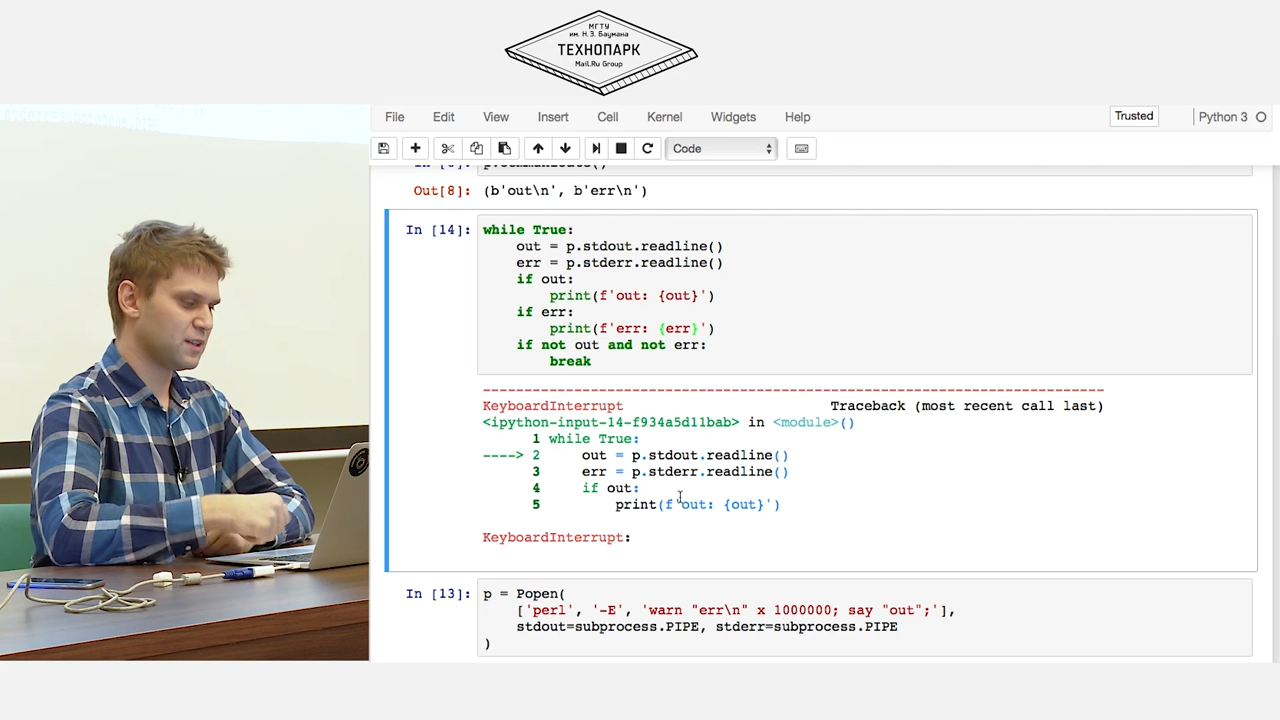 МГТУ
им. Н.Э. Баумана
ТЕХНОПАРК
Mail.Ru Group
stderr=subprocess.PIPE
File Edit View Insert Cell Kernel Widgets Help Trusted Python 3
Code
Out[8]: (b'out\n', b'err\n')
In [14]: while True:
out = p.stdout.readline()
err = p.stderr.readline()
if out:
print(f'out: {out}')
if err:
print(f'err: {err}')
if not out and not err:
break
---------------------------------------------------------------------------
KeyboardInterrupt Traceback (most recent call last)
<ipython-input-14-f934a5d11bab> in <module>()
1 while True:
----> 2 out = p.stdout.readline()
3 err = p.stderr.readline()
4 if out:
5 print(f'out: {out}')
KeyboardInterrupt:
In [13]: p = Popen(
['perl', '-E', 'warn "err\n" x 1000000; say "out";'],
stdout=subprocess.PIPE, stderr=subprocess.PIPE
)